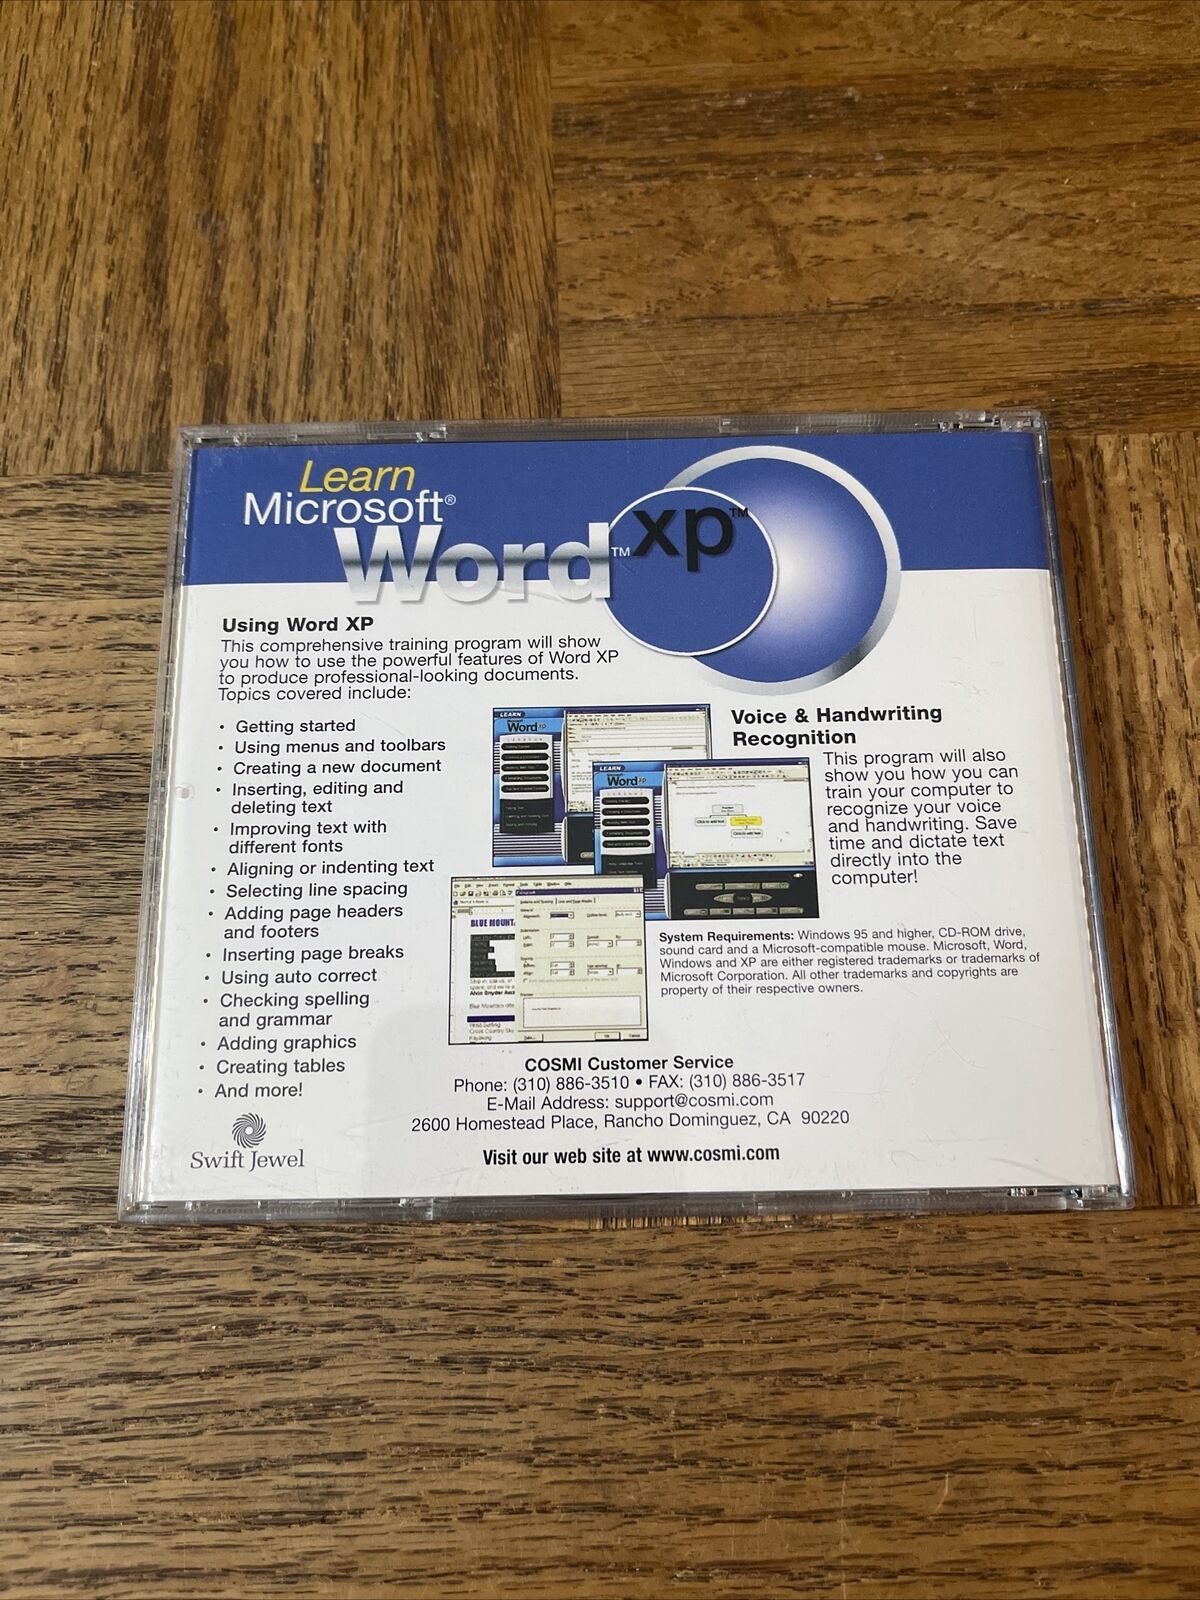 Learn
Microsoft®
Word™ xp™
Using Word XP
This comprehensive training program will show
you how to use the powerful features of Word XP
to produce professional-looking documents.
Topics covered include:
• Getting started
• Using menus and toolbars
• Creating a new document
• Inserting, editing and
deleting text
• Improving text with
different fonts
• Aligning or indenting text
• Selecting line spacing
• Adding page headers
and footers
• Inserting page breaks
• Using auto correct
• Checking spelling
and grammar
• Adding graphics
• Creating tables
• And more!
LEARN
Word xp
LEARN
Word xp
BLUE MOUNT
Voice & Handwriting
Recognition
This program will also
show you how you can
train your computer to
recognize your voice
and handwriting. Save
time and dictate text
directly into the
computer!
System Requirements: Windows 95 and higher, CD-ROM drive,
sound card and a Microsoft-compatible mouse. Microsoft, Word,
Windows and XP are either registered trademarks or trademarks of
Microsoft Corporation. All other trademarks and copyrights are
property of their respective owners.
COSMI Customer Service
Phone: (310) 886-3510 • FAX: (310) 886-3517
E-Mail Address: support@cosmi.com
2600 Homestead Place, Rancho Dominguez, CA 90220
Visit our web site at www.cosmi.com
Swift Jewel